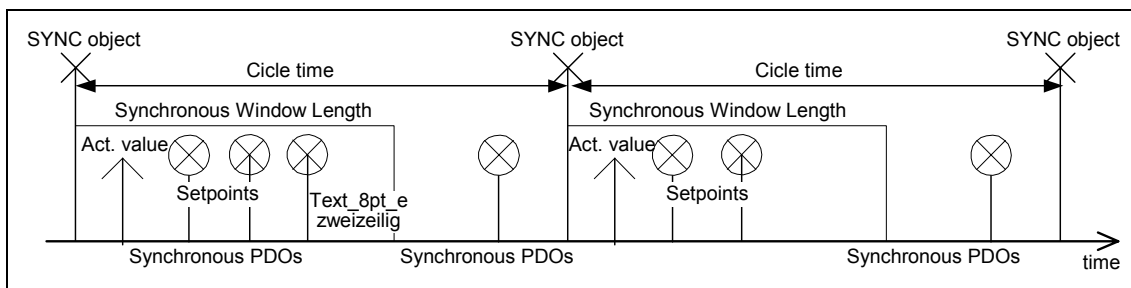 SYNC object
SYNC object
SYNC object
Cicle time
Cicle time
Synchronous Window Length
Synchronous Window Length
Act. value
Act. value
Setpoints
Setpoints
Text_8pt_e
zweizeilig
Synchronous PDOs
Synchronous PDOs
Synchronous PDOs
time